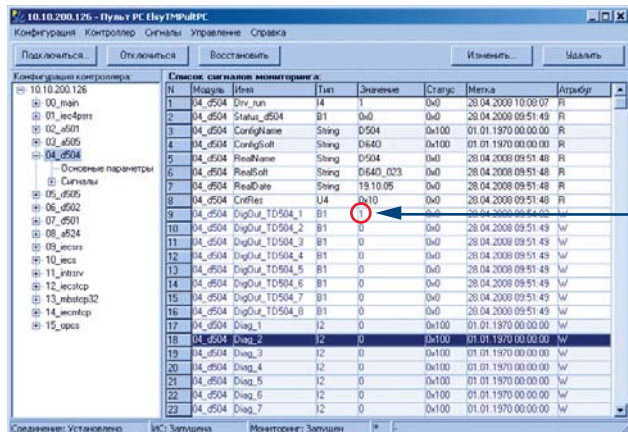 10.10.200.126 - Пульт PC ElsyTMPultPC
Конфигурация Контроллер Сигналы Управление Справка
Подключиться... Отключиться Восстановить Изменить... Удалить
Конфигурация контроллера: Список сигналов мониторинга:
N Модуль Имя Тип Значение Статус Метка Атрибут
10.10.200.126
00_main
01_iec4psrs
02_a501
03_a505
04_d504
Основные параметры
Сигналы
05_d505
06_d502
07_d501
08_a524
09_iecsrs
10_iecs
11_intrsrv
12_iecstcp
13_mbstcp32
14_iecmtcp
15_opcs
1 04_d504 Drv_run I4 1 0x0 28.04.2008 10:08:07 R
2 04_d504 Status_d504 B1 0x0 0x0 28.04.2008 09:51:49 R
3 04_d504 ConfigName String D504 0x100 01.01.1970 00:00:00 R
4 04_d504 ConfigSoft String D640 0x100 01.01.1970 00:00:00 R
5 04_d504 RealName String D504 0x0 28.04.2008 09:51:48 R
6 04_d504 RealSoft String D640_023 0x0 28.04.2008 09:51:48 R
7 04_d504 RealDate String 19.10.05 0x0 28.04.2008 09:51:48 R
8 04_d504 CntRes U4 0x10 0x0 28.04.2008 09:51:48 R
9 04_d504 DigOut_TD504_1 B1 1 0x0 W
10 04_d504 DigOut_TD504_2 B1 0 0x0 28.04.2008 09:51:49 W
11 04_d504 DigOut_TD504_3 B1 0 0x0 28.04.2008 09:51:49 W
12 04_d504 DigOut_TD504_4 B1 0 0x0 28.04.2008 09:51:49 W
13 04_d504 DigOut_TD504_5 B1 0 0x0 28.04.2008 09:51:49 W
14 04_d504 DigOut_TD504_6 B1 0 0x0 28.04.2008 09:51:49 W
15 04_d504 DigOut_TD504_7 B1 0 0x0 28.04.2008 09:51:49 W
16 04_d504 DigOut_TD504_8 B1 0 0x0 28.04.2008 09:51:49 W
17 04_d504 Diag_1 I2 0 0x100 01.01.1970 00:00:00 W
18 04_d504 Diag_2 I2 0 0x100 01.01.1970 00:00:00 W
19 04_d504 Diag_3 I2 0 0x100 01.01.1970 00:00:00 W
20 04_d504 Diag_4 I2 0 0x100 01.01.1970 00:00:00 W
21 04_d504 Diag_5 I2 0 0x100 01.01.1970 00:00:00 W
22 04_d504 Diag_6 I2 0 0x100 01.01.1970 00:00:00 W
23 04_d504 Diag_7 I2 0 0x100 01.01.1970 00:00:00 W
Соединение: Установлено ИС: Запущена Мониторинг: Запущен * -